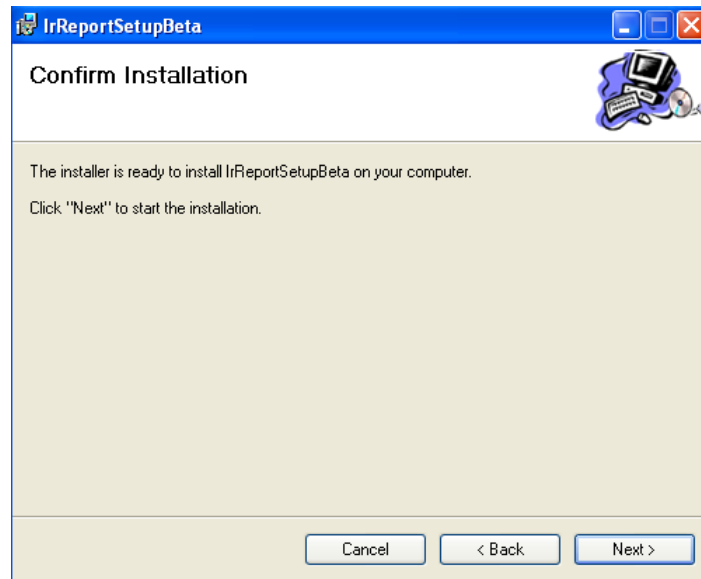 IrReportSetupBeta
Confirm Installation
The installer is ready to install IrReportSetupBeta on your computer.
Click "Next" to start the installation.
Cancel
< Back
Next >